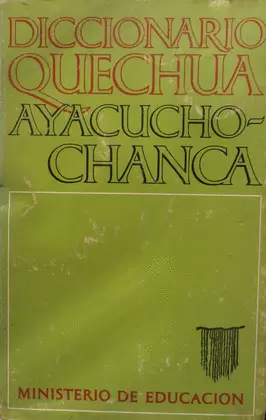 DICCIONARIO
QUECHUA
AYACUCHO-
CHANCA
MINISTERIO DE EDUCACION